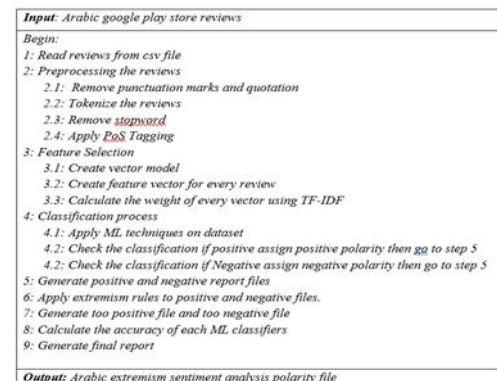 Input: Arabic google play store reviews
Begin:
1: Read reviews from csv file
2: Preprocessing the reviews
2.1: Remove punctuation marks and quotation
2.2: Tokenize the reviews
2.3: Remove stopword
2.4: Apply PoS Tagging
3: Feature Selection
3.1: Create vector model
3.2: Create feature vector for every review
3.3: Calculate the weight of every vector using TF-IDF
4: Classification process
4.1: Apply ML techniques on dataset
4.2: Check the classification if positive assign positive polarity then go to step 5
4.2: Check the classification if Negative assign negative polarity then go to step 5
5: Generate positive and negative report files
6: Apply extremism rules to positive and negative files.
7: Generate too positive file and too negative file
8: Calculate the accuracy of each ML classifiers
9: Generate final report
Output: Arabic extremism sentiment analysis polarity file